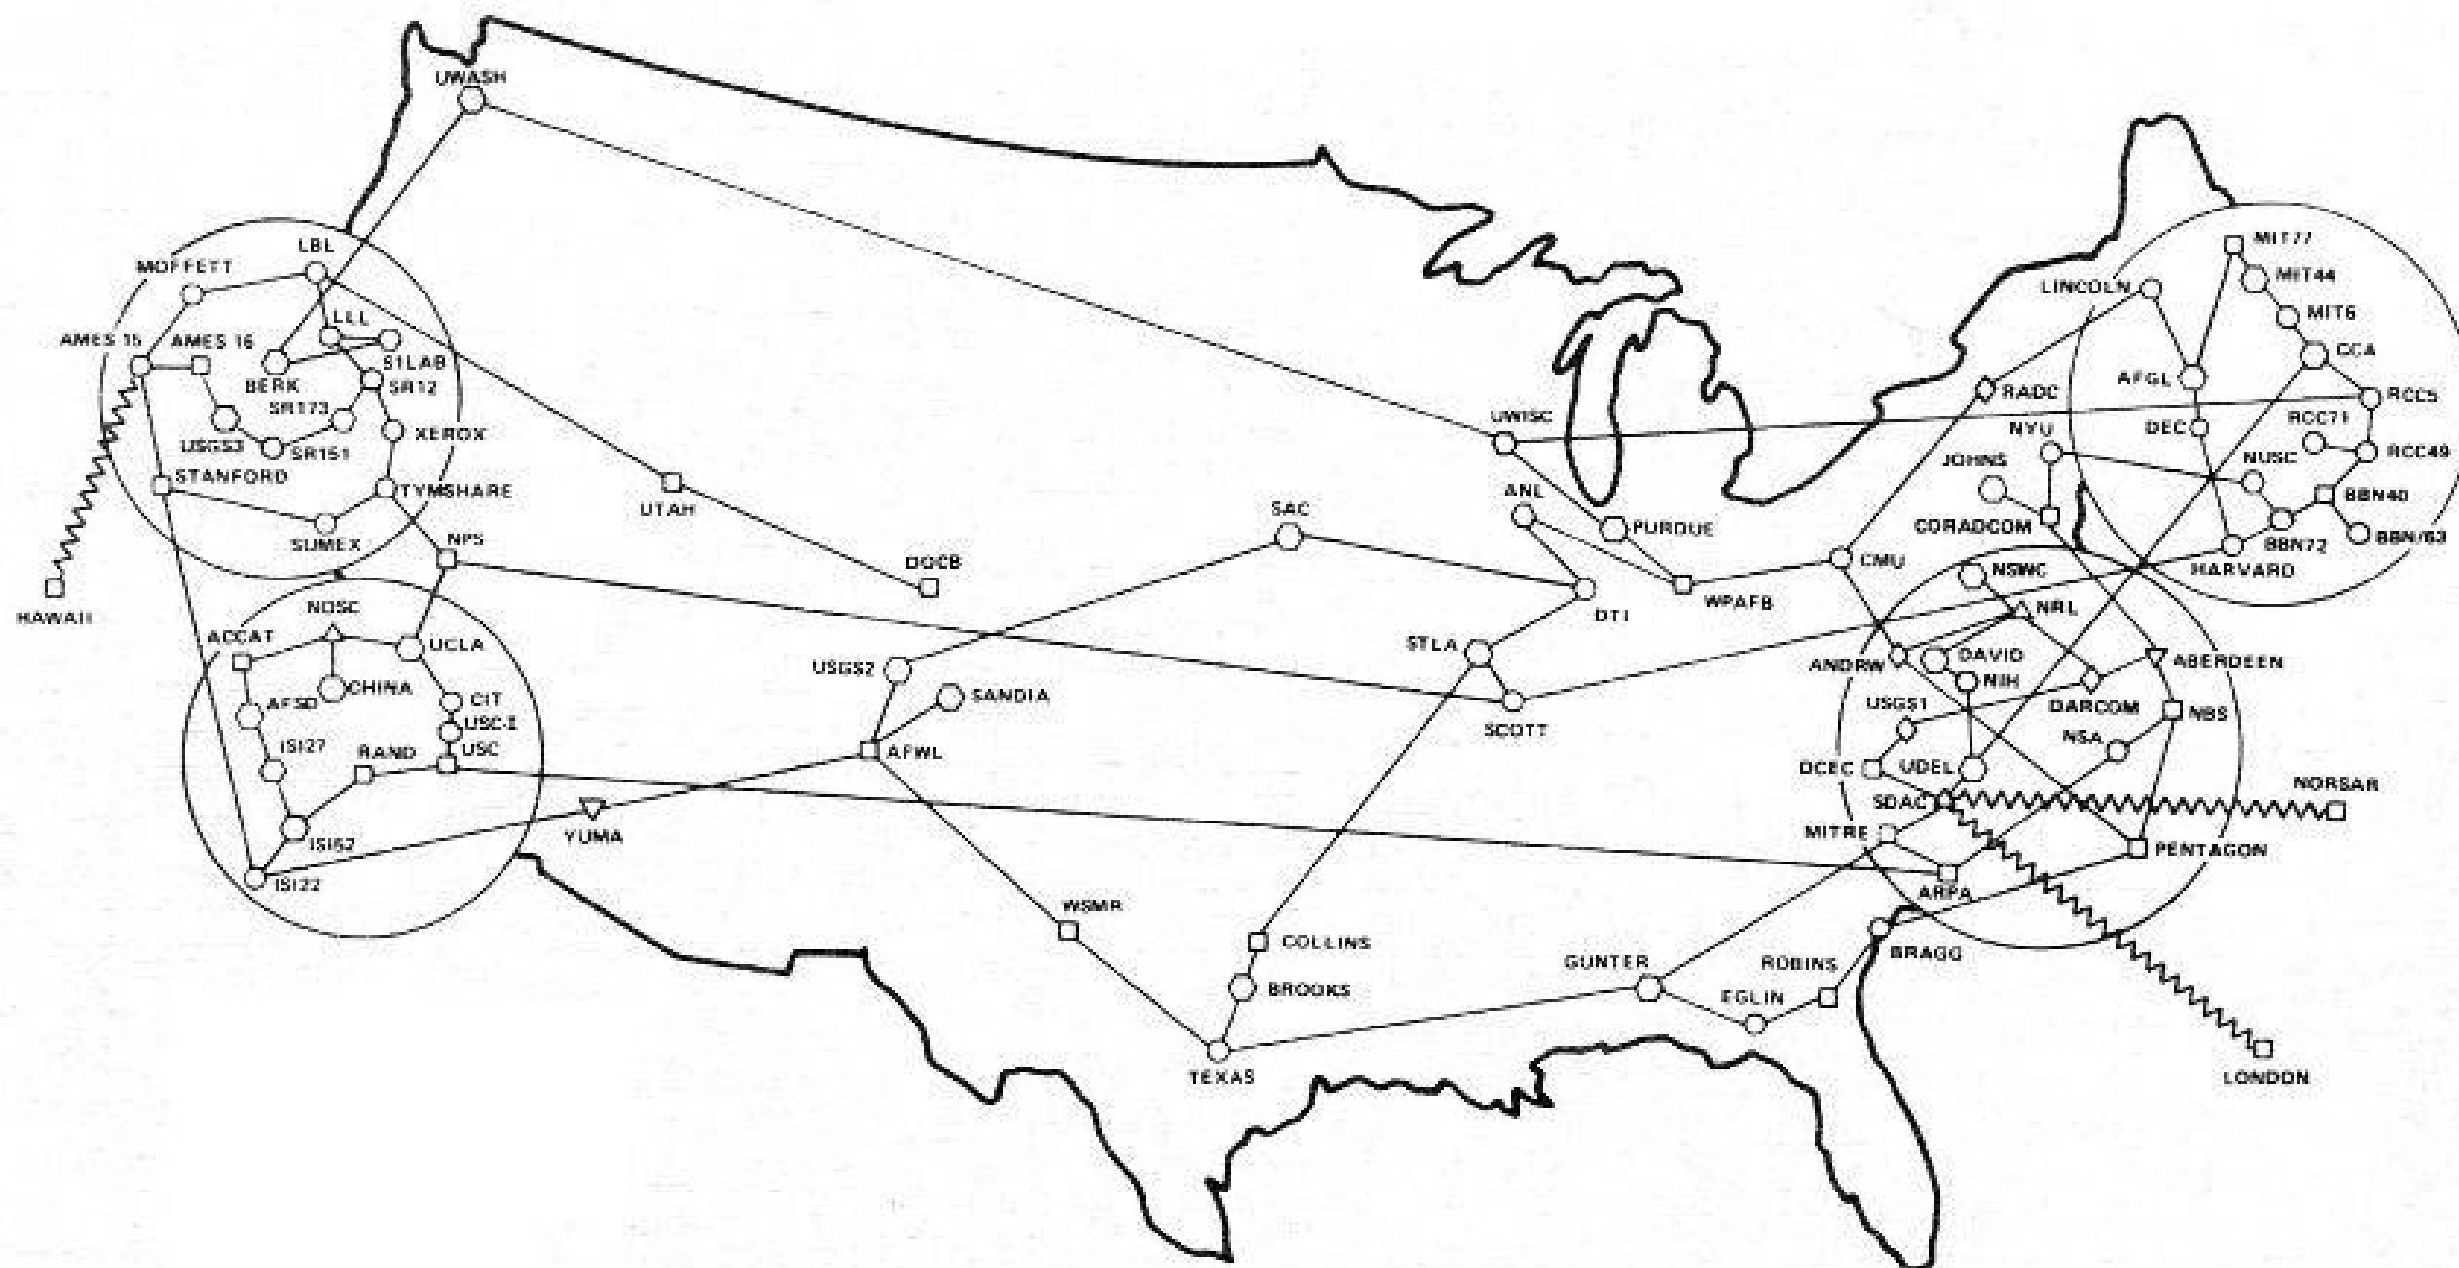 UWASH
LBL
MOFFETT
LLL
AMES 15
AMES 16
S1LAB
BERK
SR12
SR173
XEROX
USGS3
SR151
STANFORD
TYMSHARE
SUMEX
NPS
HAWAII
UTAH
DOCB
SAC
UWISC
ANL
PURDUE
WPAFB
DTI
CMU
STLA
SCOTT
NOSC
ACCAT
UCLA
CHINA
AFSD
CIT
USC-I
ISI27
RAND
USC
ISI52
ISI22
YUMA
USGS2
SANDIA
AFWL
WSMR
COLLINS
BROOKS
TEXAS
GUNTER
EGLIN
ROBINS
BRAGG
MIT77
MIT44
LINCOLN
MIT6
CCA
AFGL
RADC
RCC5
RCC71
DEC
NYU
RCC49
JOHNS
NUSC
BBN40
CORADCOM
BBN72
BBN/63
HARVARD
NSWC
NRL
ANDRW
DAVID
ABERDEEN
NIH
USGS1
DARCOM
NBS
NSA
DCEC
UDEL
NORSAR
SDAC
MITRE
PENTAGON
ARPA
LONDON